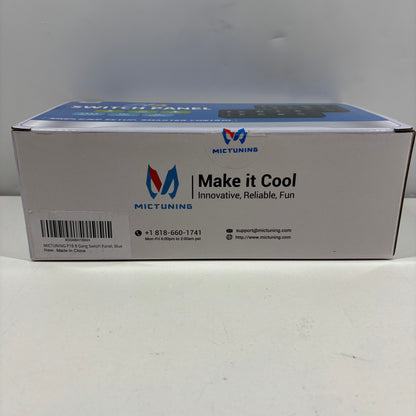 SWITCH PANEL
MICTUNING
MICTUNING
Make it Cool
Innovative, Reliable, Fun
MICTUNING P1S 8 Gang Switch Panel, Blue
New Made in China
+1 818-660-1741
Mon-Fri 6:00pm to 2:00am pst
support@mictuning.com
http://www.mictuning.com